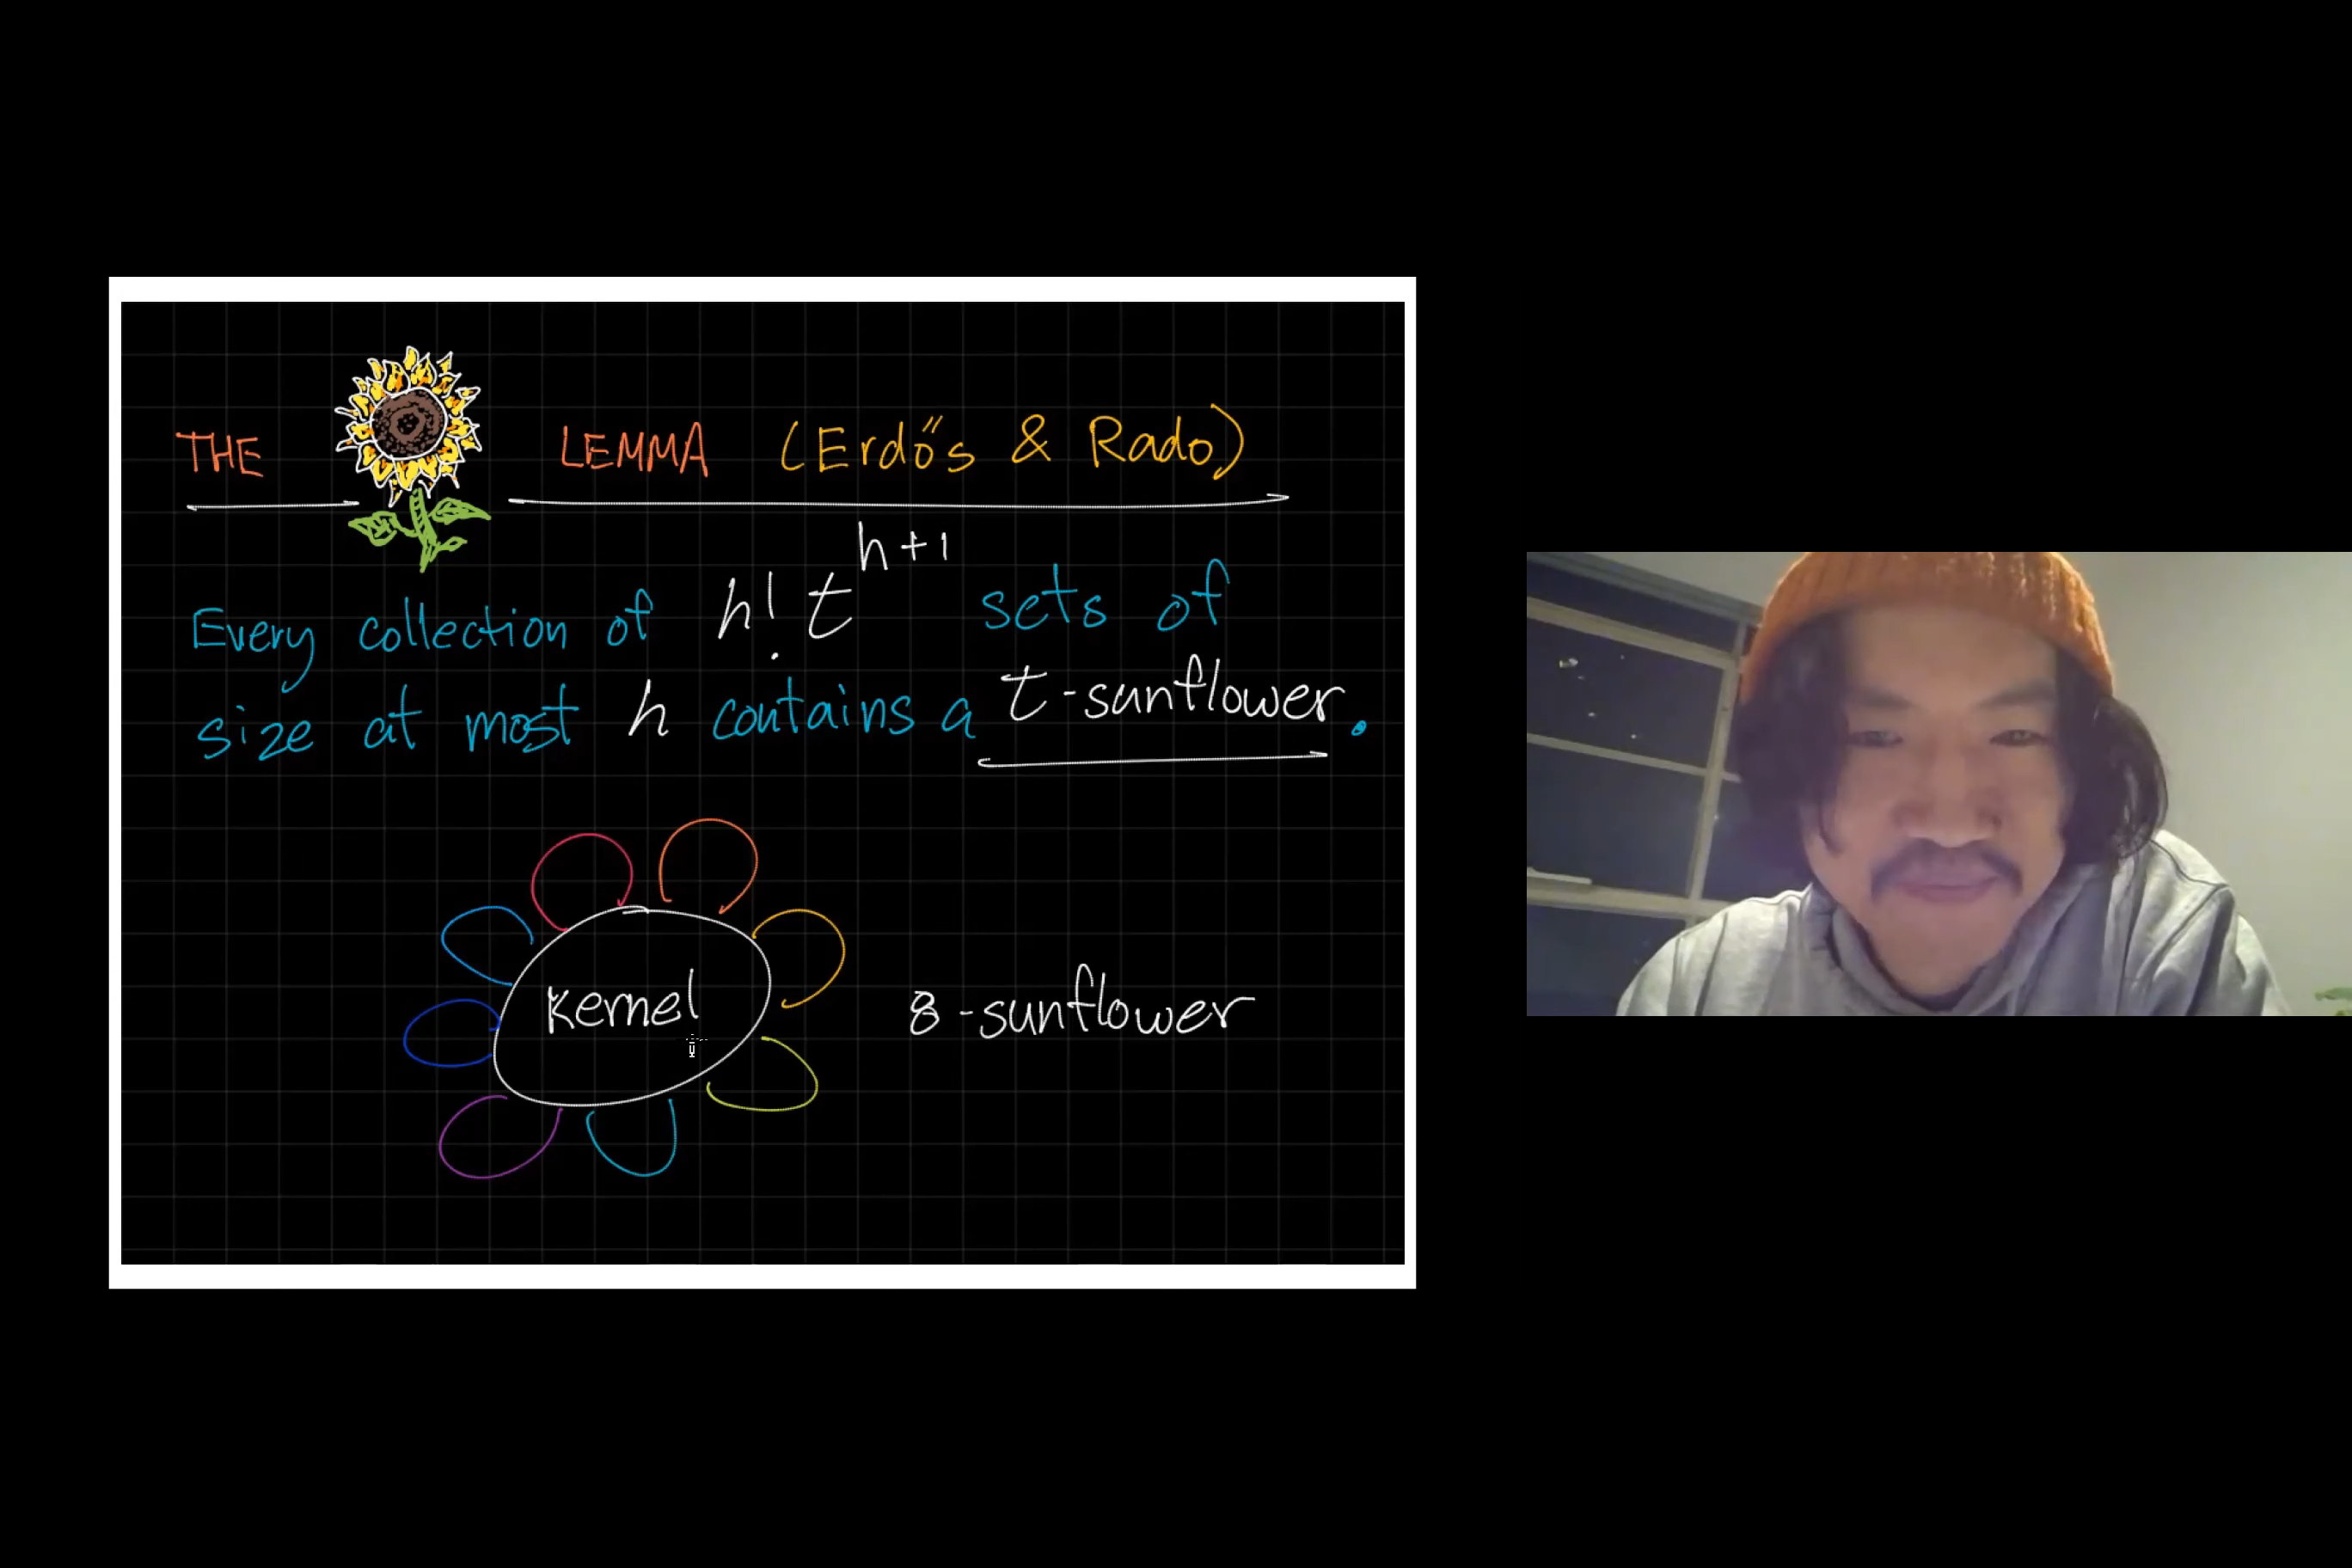 THE LEMMA (Erdős & Rado)
Every collection of h! t^{h+1} sets of
size at most h contains a t-sunflower.
Kernel
8-sunflower